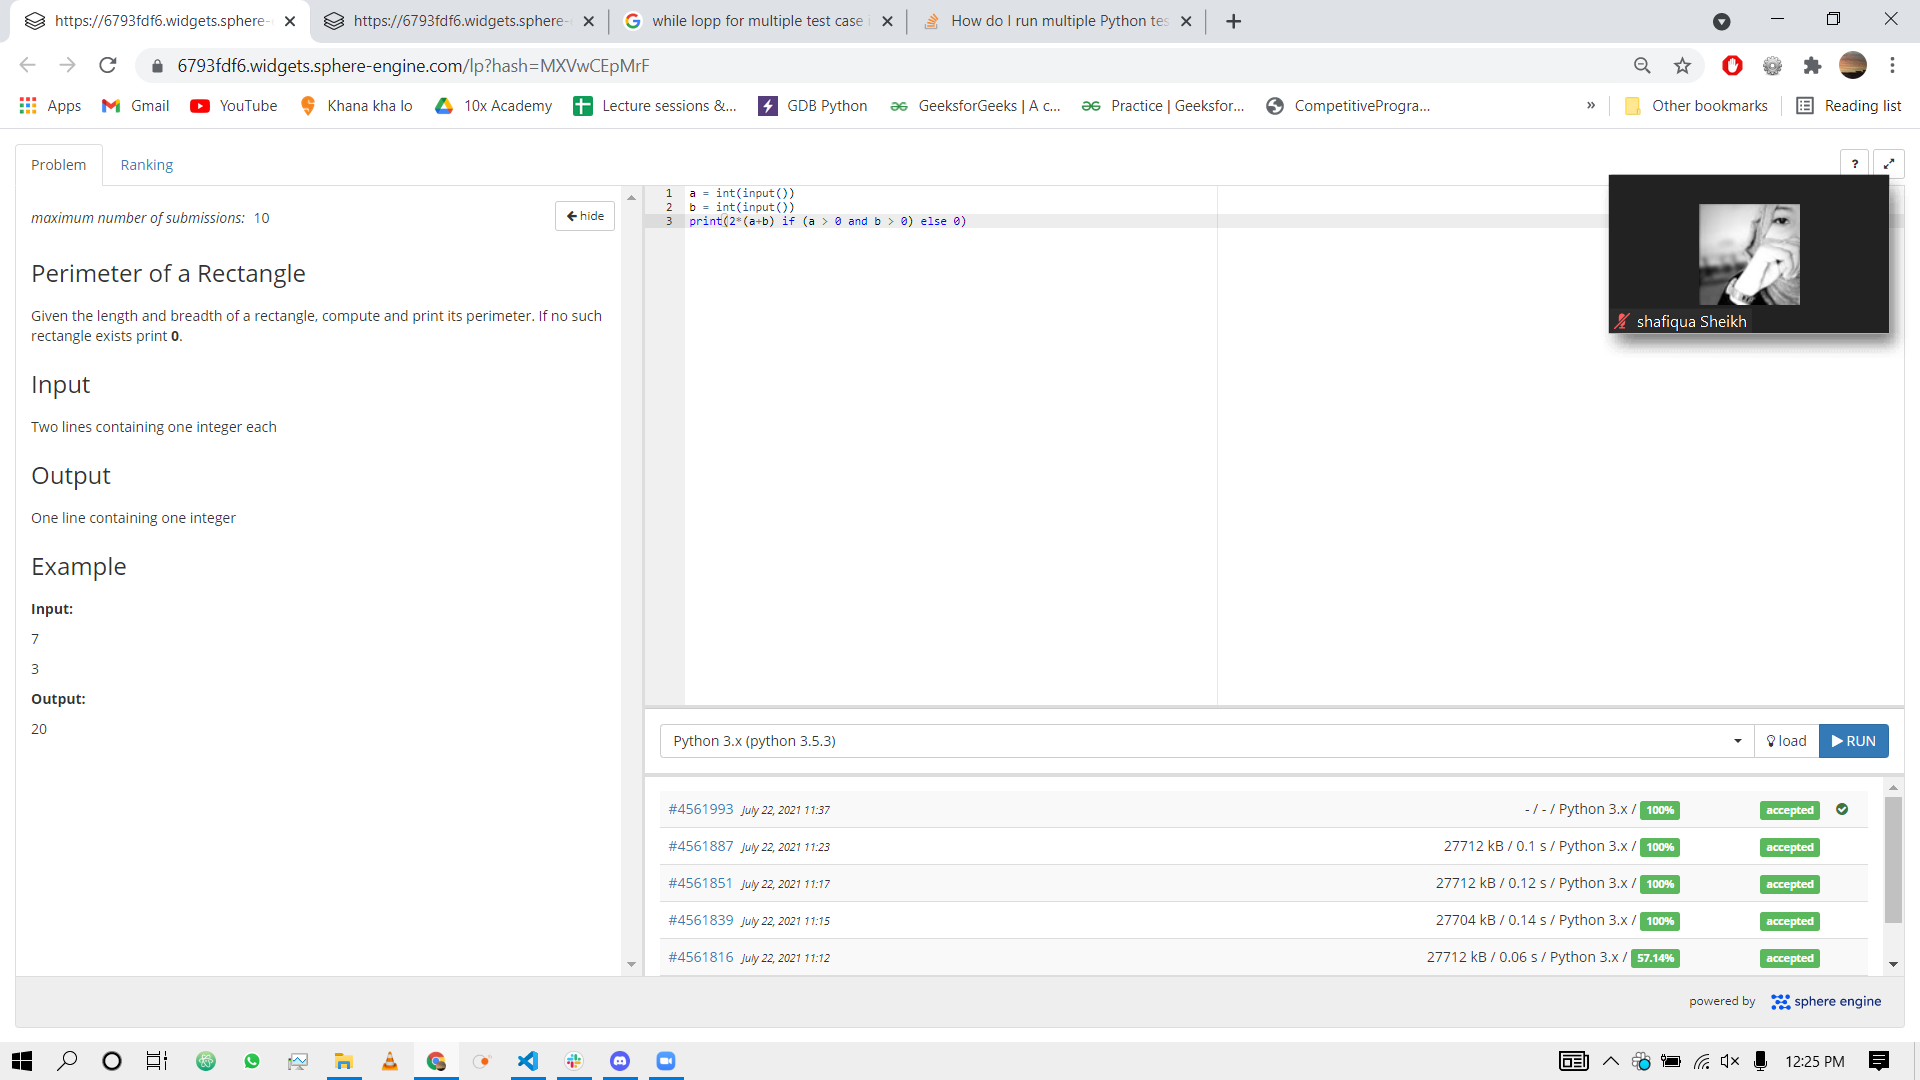 https://6793fdf6.widgets.sphere-
https://6793fdf6.widgets.sphere-
while lopp for multiple test case i
How do I run multiple Python tes
6793fdf6.widgets.sphere-engine.com/lp?hash=MXVwCEpMrF
Apps
Gmail
YouTube
Khana kha lo
10x Academy
Lecture sessions &...
GDB Python
GeeksforGeeks | A c...
Practice | Geeksfor...
CompetitiveProgra...
»
Other bookmarks
Reading list
Problem
Ranking
?
maximum number of submissions: 10
hide
Perimeter of a Rectangle
Given the length and breadth of a rectangle, compute and print its perimeter. If no such
rectangle exists print 0.
Input
Two lines containing one integer each
Output
One line containing one integer
Example
Input:
7
3
Output:
20
1 a = int(input())
2 b = int(input())
3 print(2*(a+b) if (a > 0 and b > 0) else 0)
shafiqua Sheikh
Python 3.x (python 3.5.3)
load
RUN
#4561993 July 22, 2021 11:37 - / - / Python 3.x / 100% accepted
#4561887 July 22, 2021 11:23 27712 kB / 0.1 s / Python 3.x / 100% accepted
#4561851 July 22, 2021 11:17 27712 kB / 0.12 s / Python 3.x / 100% accepted
#4561839 July 22, 2021 11:15 27704 kB / 0.14 s / Python 3.x / 100% accepted
#4561816 July 22, 2021 11:12 27712 kB / 0.06 s / Python 3.x / 57.14% accepted
powered by sphere engine
12:25 PM